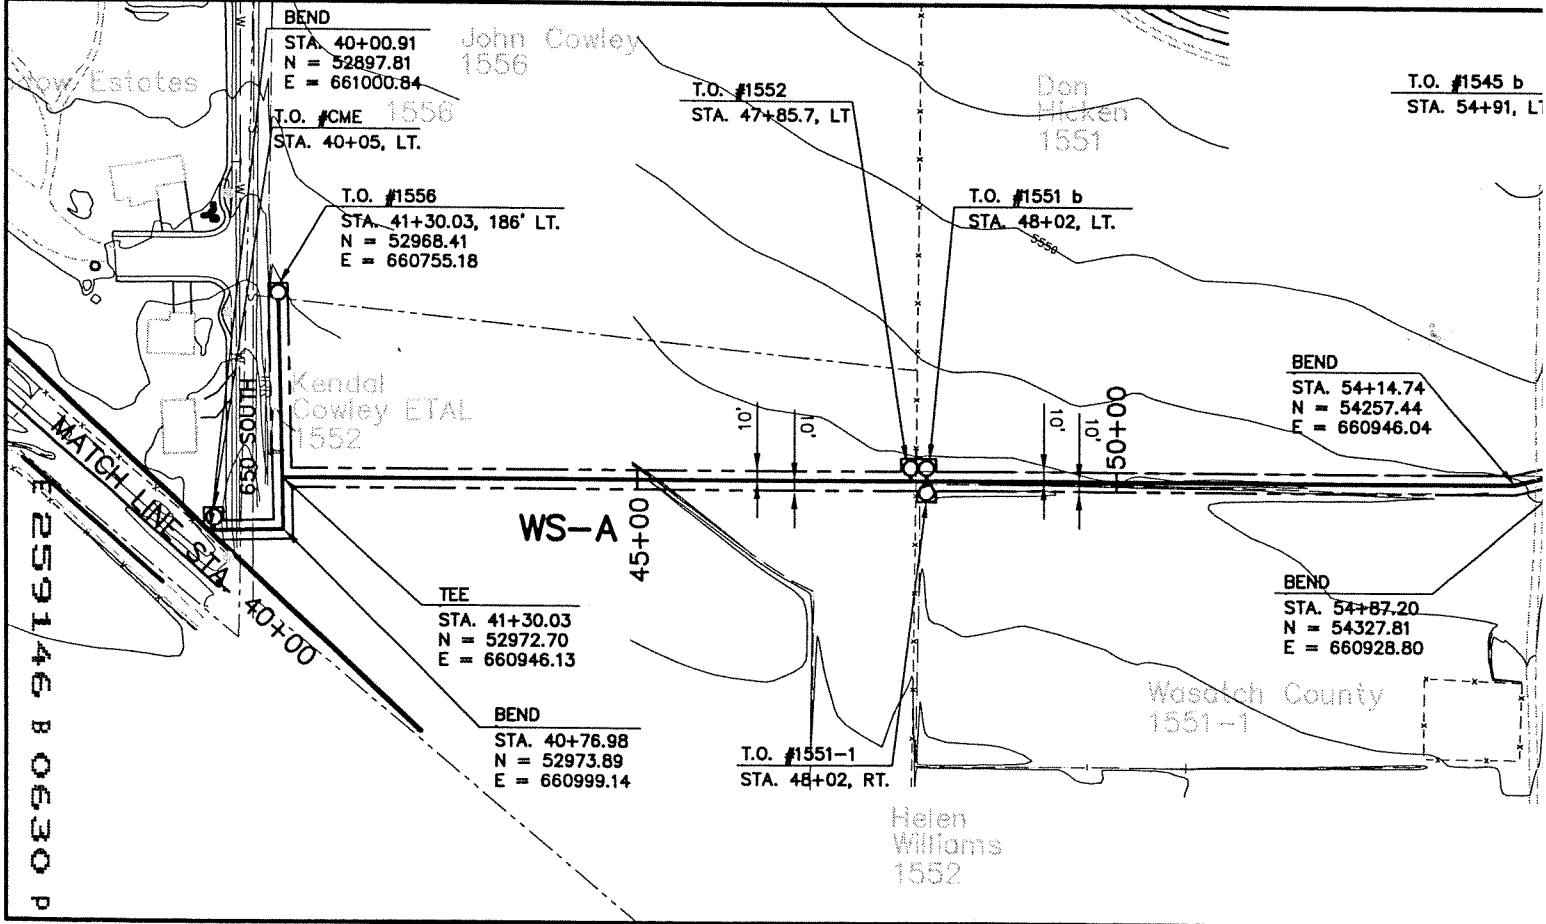 BEND
STA. 40+00.91
N = 52897.81
E = 661000.84
T.O. #CME
STA. 40+05, LT.
John Cowley
1556
Estates
1556
T.O. #1556
STA. 41+30.03, 186' LT.
N = 52968.41
E = 660755.18
T.O. #1552
STA. 47+85.7, LT
Don
Hicken
1551
T.O. #1545 b
STA. 54+91, LT
T.O. #1551 b
STA. 48+02, LT.
5550
BEND
STA. 54+14.74
N = 54257.44
E = 660946.04
Kendal
Cowley ETAL
1552
650 SOUTH
10'
10'
10'
10'
50+00
45+00
WS-A
MATCH LINE STA
40+00
TEE
STA. 41+30.03
N = 52972.70
E = 660946.13
BEND
STA. 40+76.98
N = 52973.89
E = 660999.14
T.O. #1551-1
STA. 48+02, RT.
BEND
STA. 54+87.20
N = 54327.81
E = 660928.80
Wasatch County
1551-1
Helen
Williams
1552
E 259146 B 0630 P